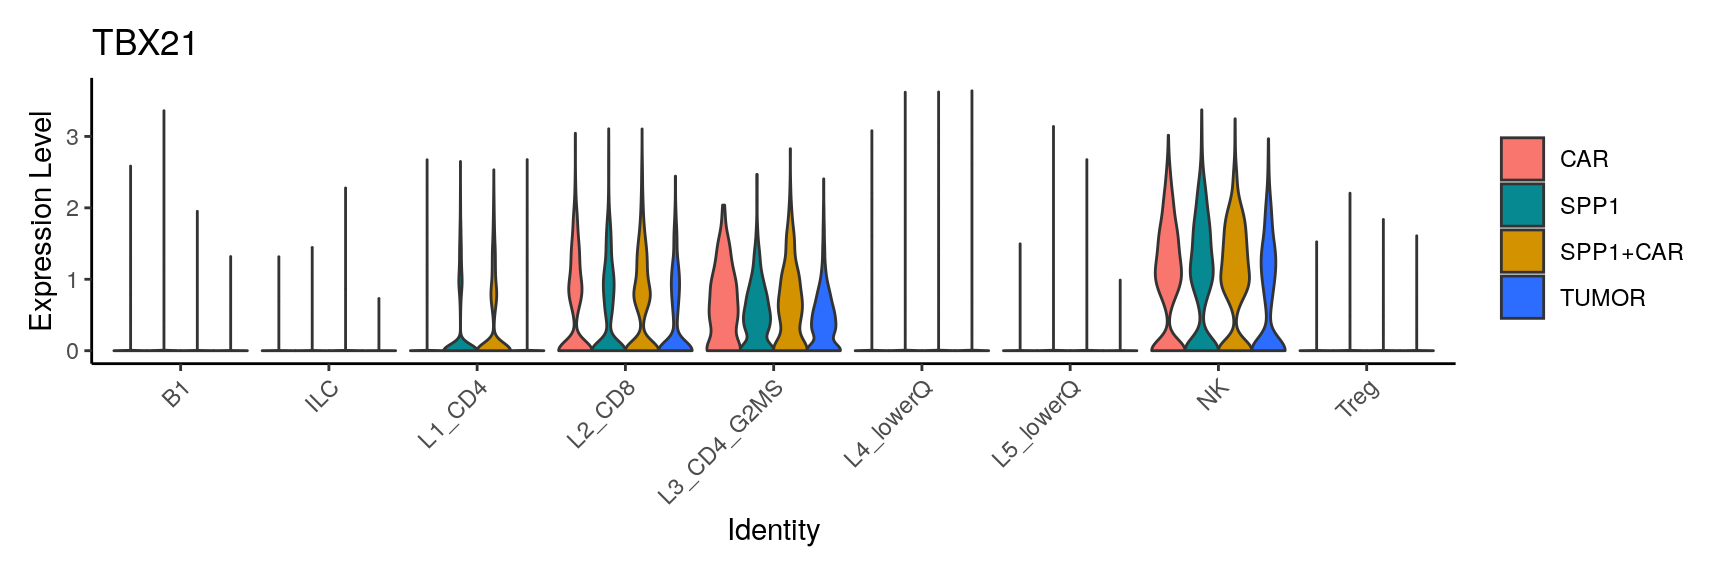 TBX21
Expression Level
3
2
1
0
B1
ILC
L1_CD4
L2_CD8
L3_CD4_G2MS
L4_lowerQ
L5_lowerQ
NK
Treg
Identity
CAR
SPP1
SPP1+CAR
TUMOR